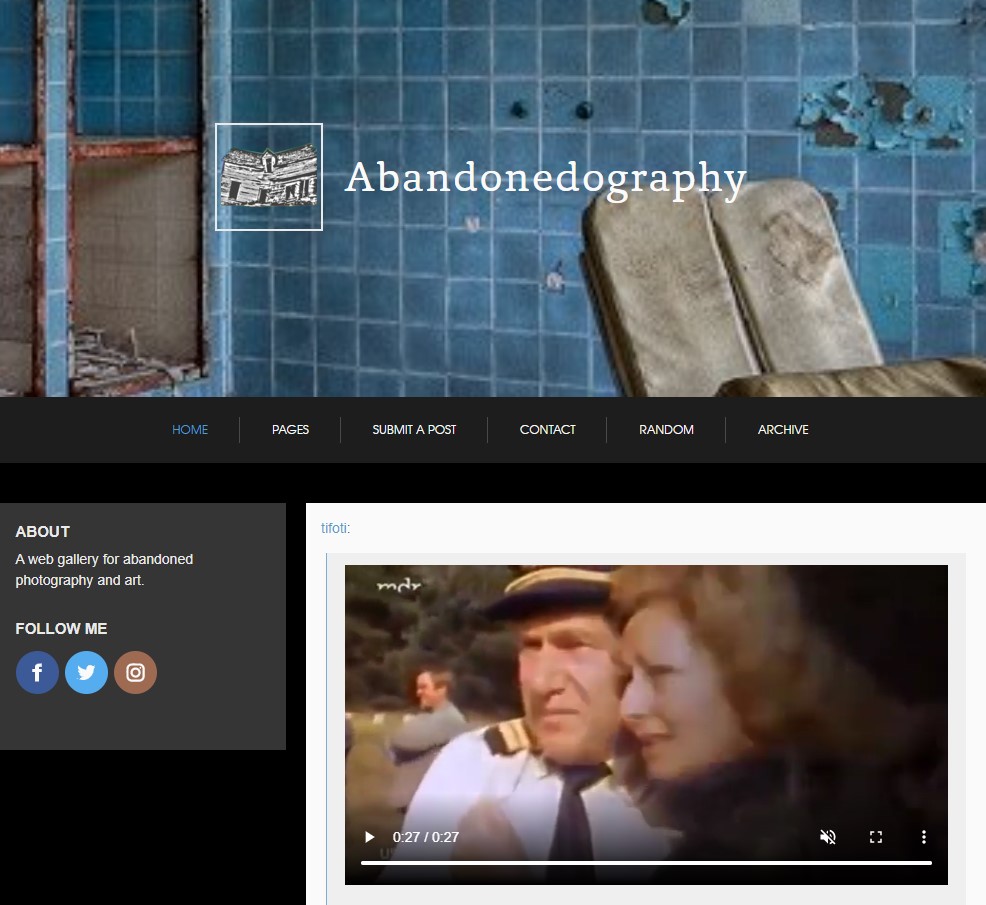 Abandonedography
HOME
PAGES
SUBMIT A POST
CONTACT
RANDOM
ARCHIVE
ABOUT
A web gallery for abandoned
photography and art.
FOLLOW ME
tifoti:
mdr
0:27 / 0:27